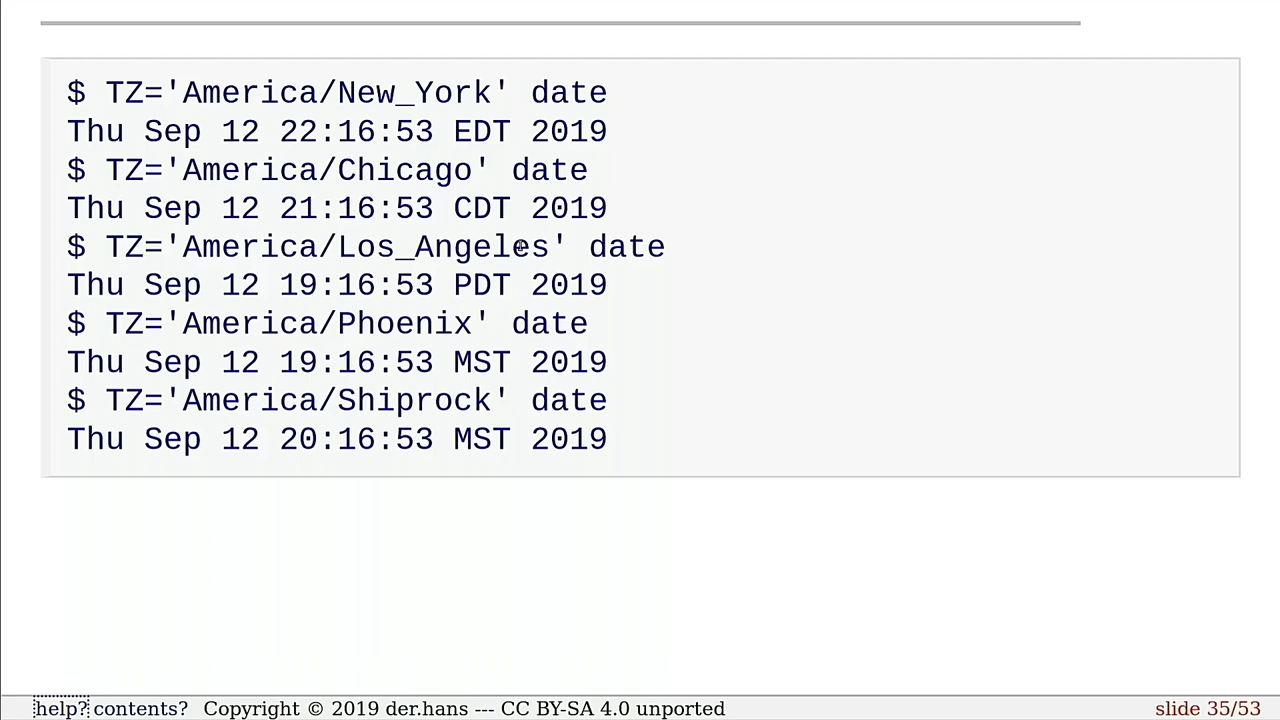 $ TZ='America/New_York' date
Thu Sep 12 22:16:53 EDT 2019
$ TZ='America/Chicago' date
Thu Sep 12 21:16:53 CDT 2019
$ TZ='America/Los_Angeles' date
Thu Sep 12 19:16:53 PDT 2019
$ TZ='America/Phoenix' date
Thu Sep 12 19:16:53 MST 2019
$ TZ='America/Shiprock' date
Thu Sep 12 20:16:53 MST 2019
help? contents? Copyright © 2019 der.hans --- CC BY-SA 4.0 unported slide 35/53